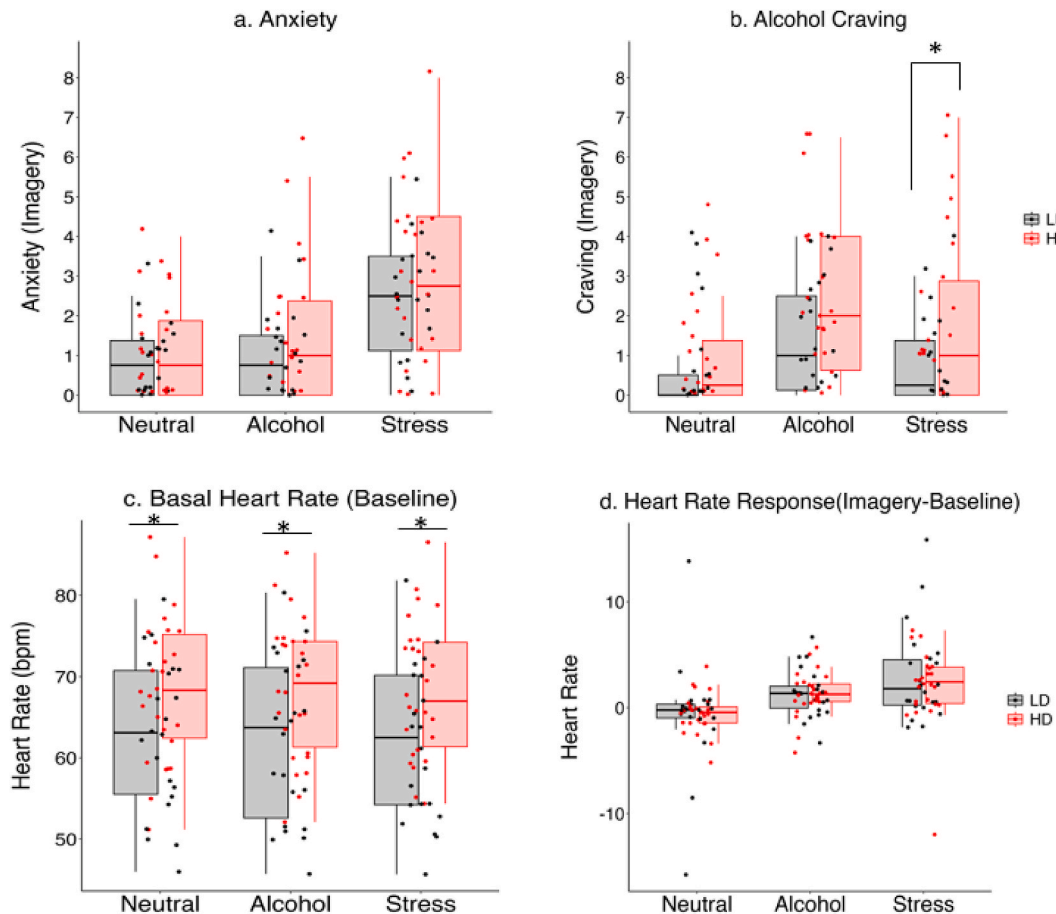 a. Anxiety
Anxiety (Imagery)
8
7
6
5
4
3
2
1
0
Neutral Alcohol Stress
b. Alcohol Craving
*
Craving (Imagery)
8
7
6
5
4
3
2
1
0
Neutral Alcohol Stress
L
H
c. Basal Heart Rate (Baseline)
* * *
Heart Rate (bpm)
80
70
60
50
Neutral Alcohol Stress
d. Heart Rate Response(Imagery-Baseline)
Heart Rate
10
0
-10
Neutral Alcohol Stress
LD
HD